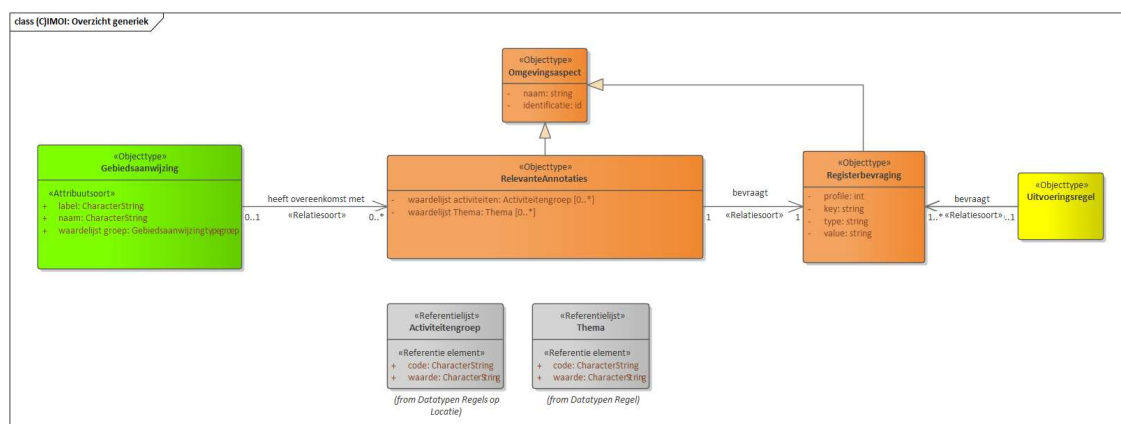 class (C)IMOI: Overzicht generiek
«Objecttype»
Omgevingsaspect
- naam: string
- identificatie: id
«Objecttype»
Gebiedsaanwijzing
«Attribuutsoort»
+ label: CharacterString
+ naam: CharacterString
+ waardelijst groep: Gebiedsaanwijzingtypegroep
heeft overeenkomst met
0..1 «Relatiesoort» 0..*
«Objecttype»
RelevanteAnnotaties
- waardelijst activiteiten: Activiteitengroep [0..*]
- waardelijst Thema: Thema [0..*]
bevraagt
1 «Relatiesoort» 1
«Objecttype»
Registerbevraging
- profile: int
- key: string
- type: string
- value: string
bevraagt
1..* «Relatiesoort» ..1
«Objecttype»
Uitvoeringsregel
«Referentielijst»
Activiteitengroep
«Referentie element»
+ code: CharacterString
+ waarde: CharacterString
(from Datatypen Regels op
Locatie)
«Referentielijst»
Thema
«Referentie element»
+ code: CharacterString
+ waarde: CharacterString
(from Datatypen Regel)